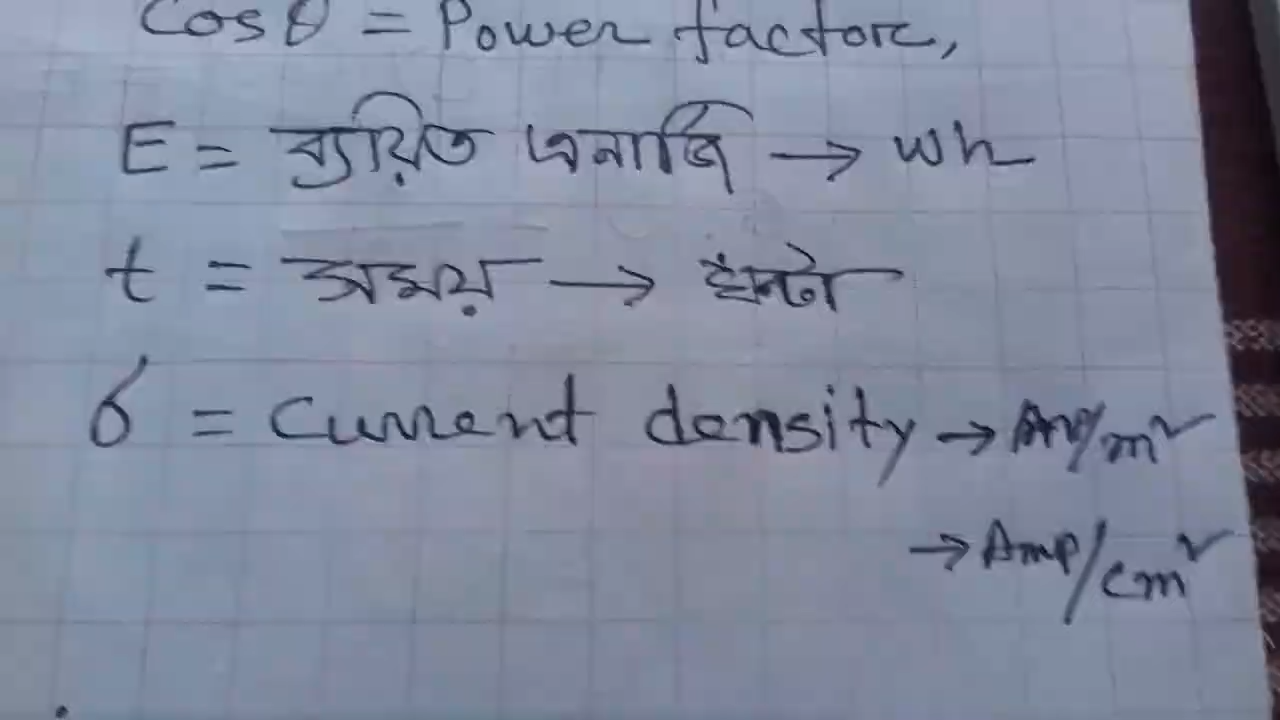 Cosθ = Power factor,
E = ব্যয়িত এনার্জি → wh
t = সময় → ঘন্টা
σ = Current density → Amp/m²
→ Amp/cm²